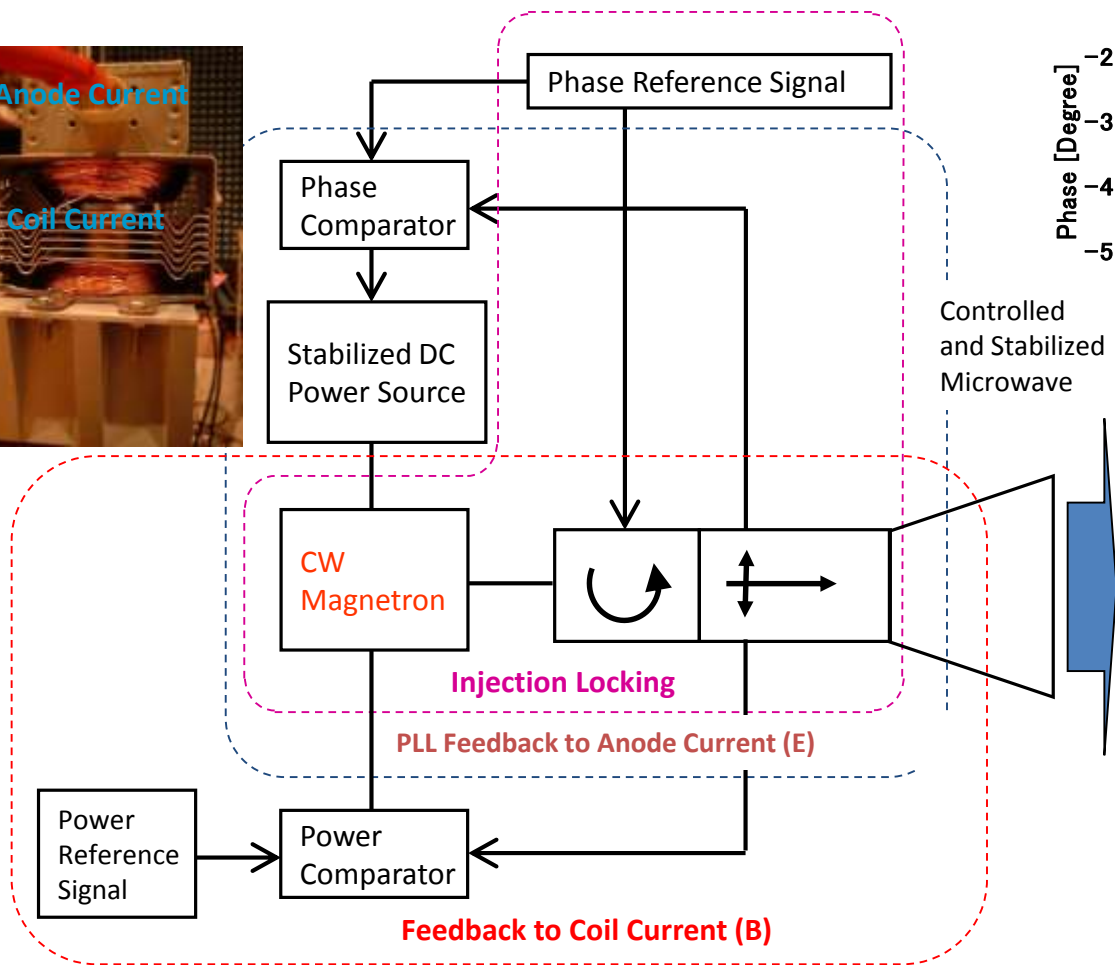 Anode Current
Coil Current
Phase Reference Signal
Phase
Comparator
Stabilized DC
Power Source
CW
Magnetron
Injection Locking
PLL Feedback to Anode Current (E)
Power
Reference
Signal
Power
Comparator
Feedback to Coil Current (B)
Controlled
and Stabilized
Microwave
Phase [Degree]
-2
-3
-4
-5